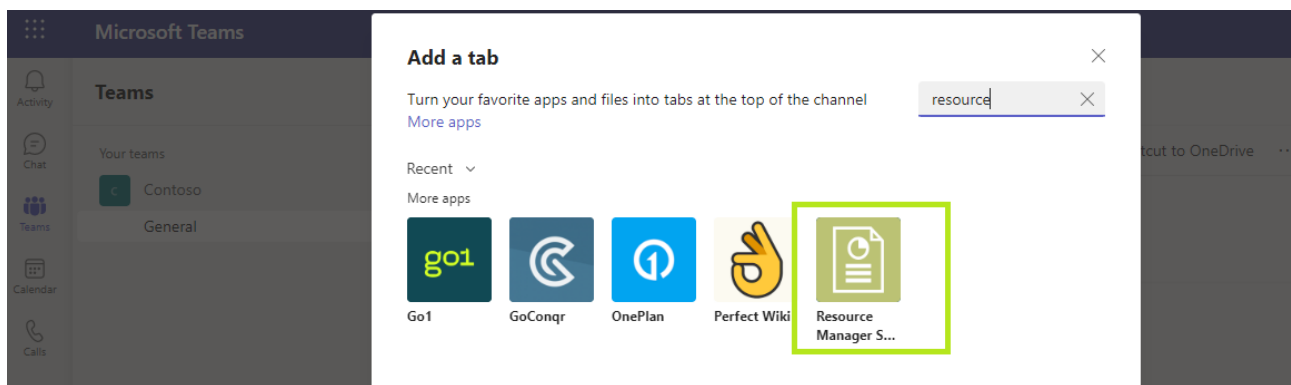 Microsoft Teams
Add a tab
Activity
Teams
Turn your favorite apps and files into tabs at the top of the channel
resource
More apps
Chat
Your teams
tcut to OneDrive
Recent
c Contoso
More apps
Teams
General
go1
Calendar
Go1
GoConqr
OnePlan
Perfect Wiki
Resource
Manager S...
Calls